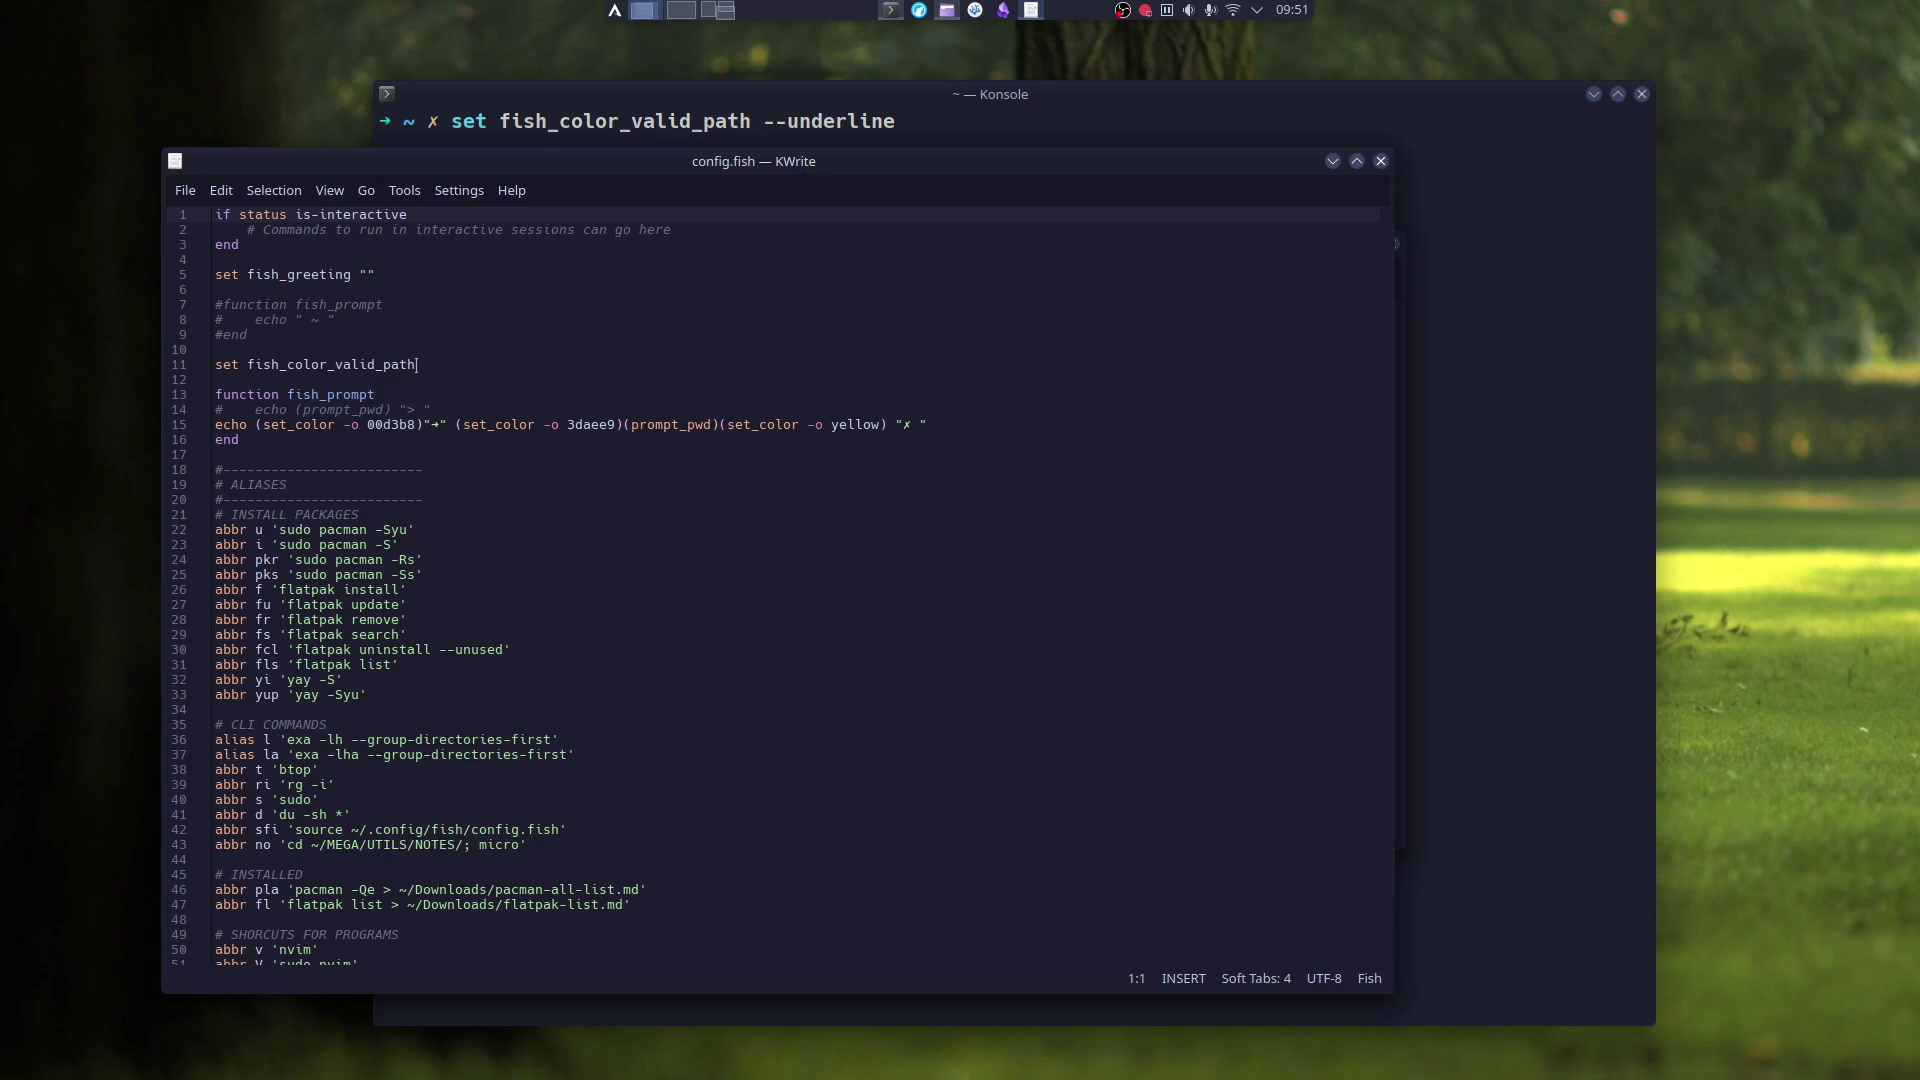 09:51
~ — Konsole
➜ ~ ✗ set fish_color_valid_path --underline
config.fish — KWrite
File Edit Selection View Go Tools Settings Help
1 if status is-interactive
2     # Commands to run in interactive sessions can go here
3 end
4
5 set fish_greeting ""
6
7 #function fish_prompt
8 #    echo " ~ "
9 #end
10
11 set fish_color_valid_path
12
13 function fish_prompt
14 #    echo (prompt_pwd) "> "
15 echo (set_color -o 00d3b8)"➜" (set_color -o 3daee9)(prompt_pwd)(set_color -o yellow) "✗ "
16 end
17
18 #-------------------------
19 # ALIASES
20 #-------------------------
21 # INSTALL PACKAGES
22 abbr u 'sudo pacman -Syu'
23 abbr i 'sudo pacman -S'
24 abbr pkr 'sudo pacman -Rs'
25 abbr pks 'sudo pacman -Ss'
26 abbr f 'flatpak install'
27 abbr fu 'flatpak update'
28 abbr fr 'flatpak remove'
29 abbr fs 'flatpak search'
30 abbr fcl 'flatpak uninstall --unused'
31 abbr fls 'flatpak list'
32 abbr yi 'yay -S'
33 abbr yup 'yay -Syu'
34
35 # CLI COMMANDS
36 alias l 'exa -lh --group-directories-first'
37 alias la 'exa -lha --group-directories-first'
38 abbr t 'btop'
39 abbr ri 'rg -i'
40 abbr s 'sudo'
41 abbr d 'du -sh *'
42 abbr sfi 'source ~/.config/fish/config.fish'
43 abbr no 'cd ~/MEGA/UTILS/NOTES/; micro'
44
45 # INSTALLED
46 abbr pla 'pacman -Qe > ~/Downloads/pacman-all-list.md'
47 abbr fl 'flatpak list > ~/Downloads/flatpak-list.md'
48
49 # SHORCUTS FOR PROGRAMS
50 abbr v 'nvim'
51 abbr V 'sudo nvim'
1:1 INSERT Soft Tabs: 4 UTF-8 Fish